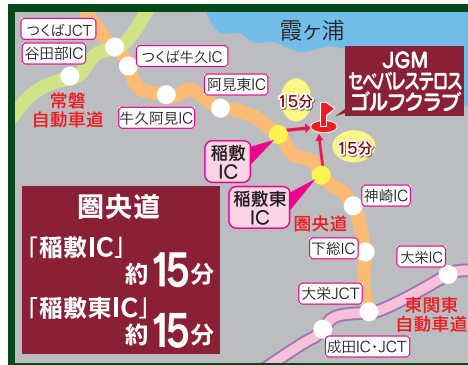 つくばJCT
谷田部IC
つくば牛久IC
霞ヶ浦
JGM
セベバレステロス
ゴルフクラブ
阿見東IC
15分
常磐
自動車道
牛久阿見IC
15分
稲敷
IC
稲敷東
IC
神崎IC
圏央道
圏央道
「稲敷IC」
約15分
「稲敷東IC」
約15分
下総IC
大栄IC
大栄JCT
東関東
自動車道
成田IC・JCT